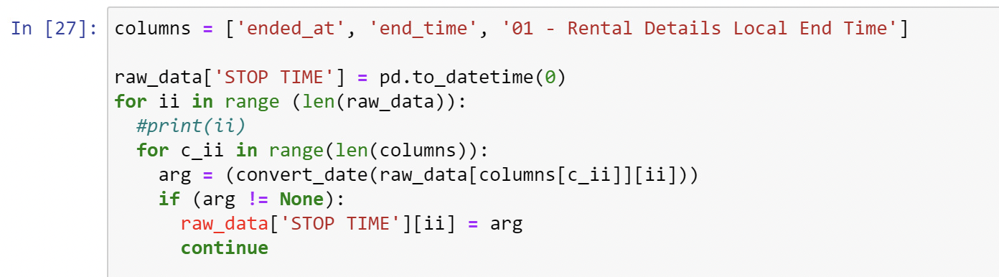 In [27]: columns = ['ended_at', 'end_time', '01 - Rental Details Local End Time']
raw_data['STOP TIME'] = pd.to_datetime(0)
for ii in range (len(raw_data)):
  #print(ii)
  for c_ii in range(len(columns)):
    arg = (convert_date(raw_data[columns[c_ii]][ii]))
    if (arg != None):
      raw_data['STOP TIME'][ii] = arg
      continue